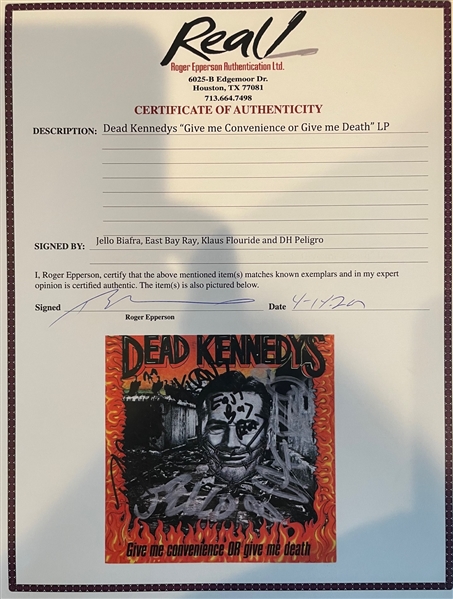 Real!
Roger Epperson Authentication Ltd.
6025-B Edgemoor Dr.
Houston, TX 77081
713.664.7498
CERTIFICATE OF AUTHENTICITY
DESCRIPTION: Dead Kennedys “Give me Convenience or Give me Death” LP
SIGNED BY: Jello Biafra, East Bay Ray, Klaus Flouride and DH Peligro
I, Roger Epperson, certify that the above mentioned item(s) matches known exemplars and in my expert
opinion is certified authentic. The item(s) is also pictured below.
Signed Date
Roger Epperson
DEAD KENNEDYS
Give me convenience OR give me death